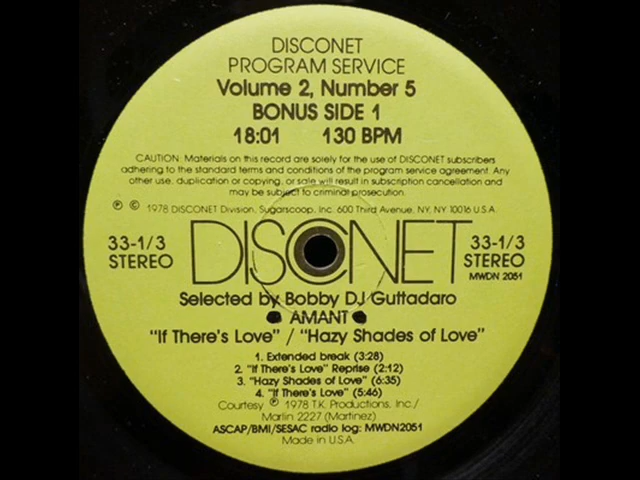 DISCONET
PROGRAM SERVICE
Volume 2, Number 5
BONUS SIDE 1
18:01 130 BPM
CAUTION: Materials on this record are solely for the use of DISCONET subscribers
adhering to the standard terms and conditions of the program service agreement. Any
other use, duplication or copying, or sale will result in subscription cancellation and
may be subject to criminal prosecution.
℗ © 1978 DISCONET Division, Sugarscoop, Inc. 600 Third Avenue, NY, NY 10016 U.S.A.
33-1/3 STEREO
DISCONET
33-1/3 STEREO
MWDN 2051
Selected by Bobby DJ Guttadaro
AMANT
"If There's Love" / "Hazy Shades of Love"
1. Extended break (3:28)
2. "If There's Love" Reprise (2:12)
3. "Hazy Shades of Love" (6:35)
4. "If There's Love" (5:46)
Courtesy ℗ 1978 T.K. Productions, Inc./
Marlin 2227 (Martinez)
ASCAP/BMI/SESAC radio log: MWDN2051
Made in U.S.A.